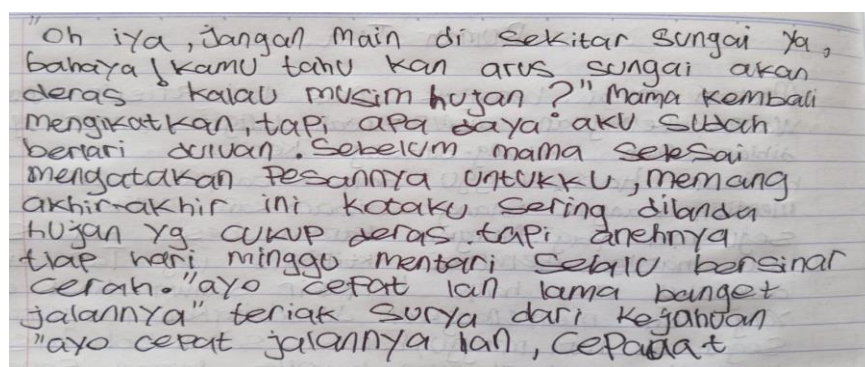 "Oh iya, Jangan main di sekitar sungai ya,
bahaya! kamu tahu kan arus sungai akan
deras kalau musim hujan?" Mama kembali
mengikatkan, tapi apa daya aku sudah
berlari duluan. Sebelum mama selesai
mengatakan Pesannya untukku, memang
akhir-akhir ini kotaku sering dilanda
hujan yg cukup deras. tapi anehnya
tiap hari minggu mentari Selalu bersinar
cerah. "ayo cepat lan lama banget
jalannya" teriak Surya dari kejahuan
"ayo cepat jalannya lan, Cepaaat